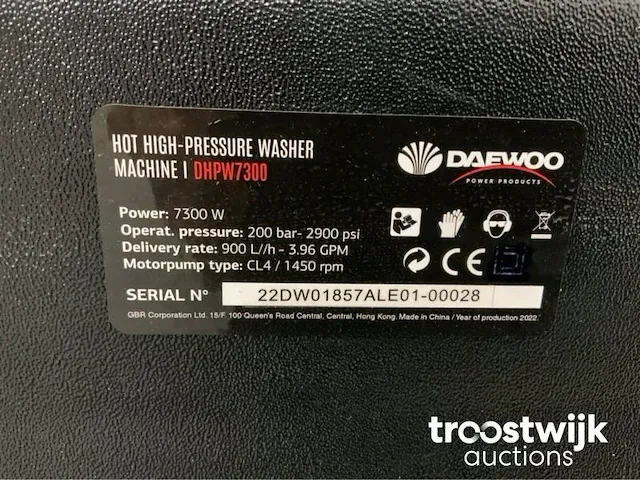 HOT HIGH-PRESSURE WASHER
MACHINE I DHPW7300
DAEWOO
POWER PRODUCTS
Power: 7300 W
Operat. pressure: 200 bar- 2900 psi
Delivery rate: 900 L//h - 3.96 GPM
Motorpump type: CL4 / 1450 rpm
CE
SERIAL N° 22DW01857ALE01-00028
GBR Corporation Ltd. 15/F. 100 Queen's Road Central, Central, Hong Kong. Made in China / Year of production 2022.
troostwijk
auctions